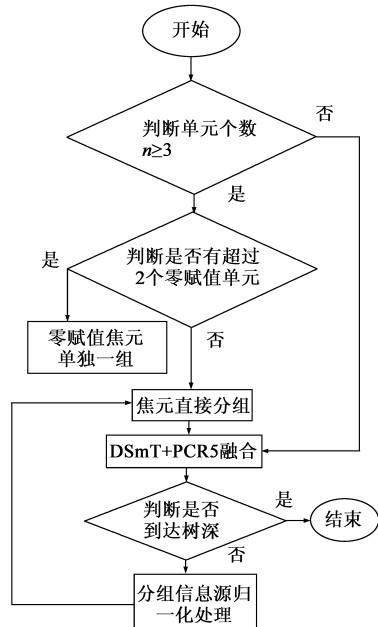 开始
否
判断单元个数
n≥3
是
是
判断是否有超过
2个零赋值单元
零赋值焦元
单独一组
否
焦元直接分组
DSmT+PCR5融合
判断是否
到达树深
是
结束
否
分组信息源归
一化处理